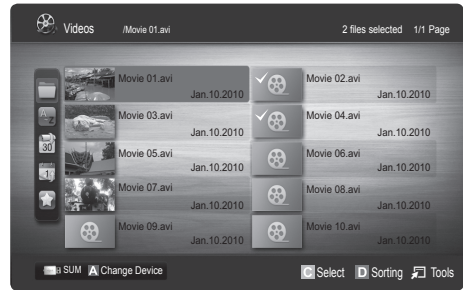 Videos /Movie 01.avi 2 files selected 1/1 Page
Movie 01.avi Movie 02.avi
Jan.10.2010 Jan.10.2010
Movie 03.avi Movie 04.avi
Jan.10.2010 Jan.10.2010
Movie 05.avi Movie 06.avi
Jan.10.2010 Jan.10.2010
Movie 07.avi Movie 08.avi
Jan.10.2010 Jan.10.2010
Movie 09.avi Movie 10.avi
Jan.10.2010 Jan.10.2010
A Z
30
1
SUM A Change Device C Select D Sorting Tools